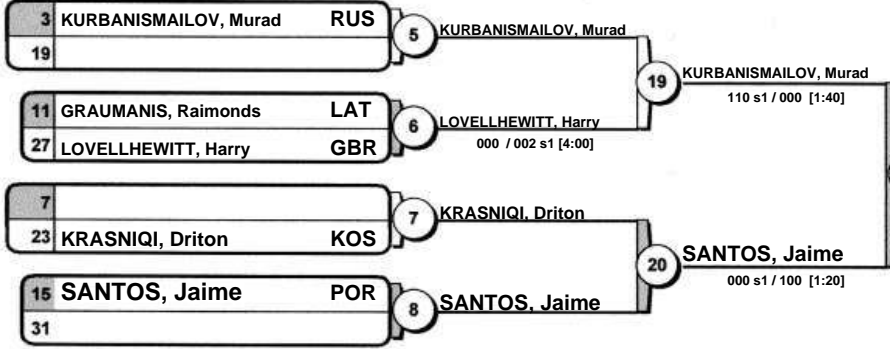 3 KURBANISMAILOV, Murad RUS
19
5
KURBANISMAILOV, Murad
11 GRAUMANIS, Raimonds LAT
27 LOVELLHEWITT, Harry GBR
6
LOVELLHEWITT, Harry
000 / 002 s1 [4:00]
19
KURBANISMAILOV, Murad
110 s1 / 000 [1:40]
7
23 KRASNIQI, Driton KOS
7
KRASNIQI, Driton
15 SANTOS, Jaime POR
31
8
SANTOS, Jaime
20
SANTOS, Jaime
000 s1 / 100 [1:20]